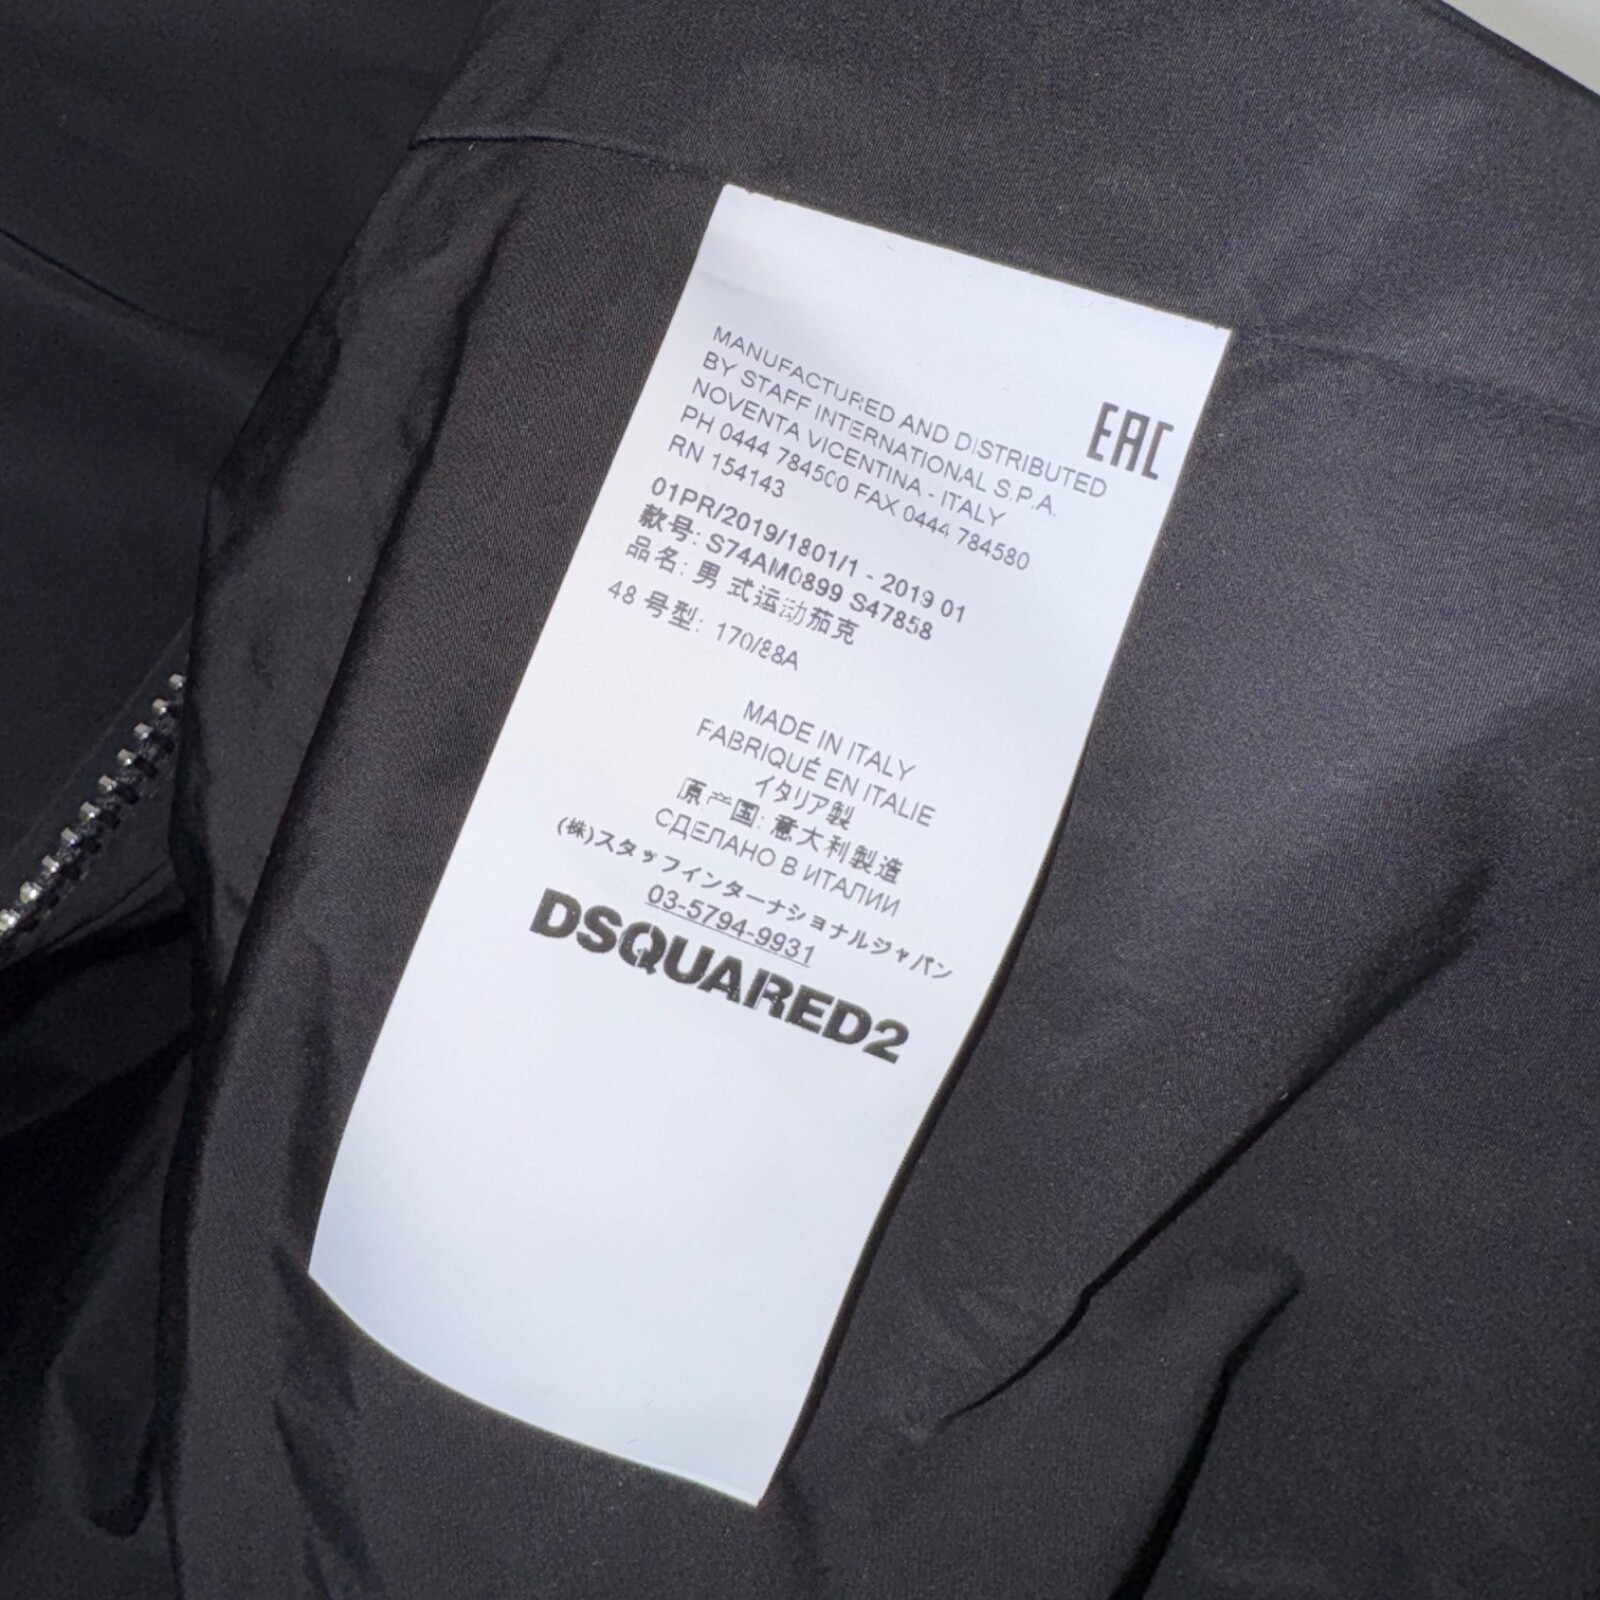 MANUFACTURED AND DISTRIBUTED
BY STAFF INTERNATIONAL S.P.A.
NOVENTA VICENTINA - ITALY
PH 0444 784500 FAX 0444 784580
RN 154143
EAC
01PR/2019/1801/1 - 2019 01
款号: S74AM0899 S47858
品名: 男 式运动茄克
48 号型: 170/88A
MADE IN ITALY
FABRIQUÉ EN ITALIE
イタリア製
原产国: 意大利製造
СДЕЛАНО В ИТАЛИИ
(株)スタッフインターナショナルジャパン
03-5794-9931
DSQUARED2